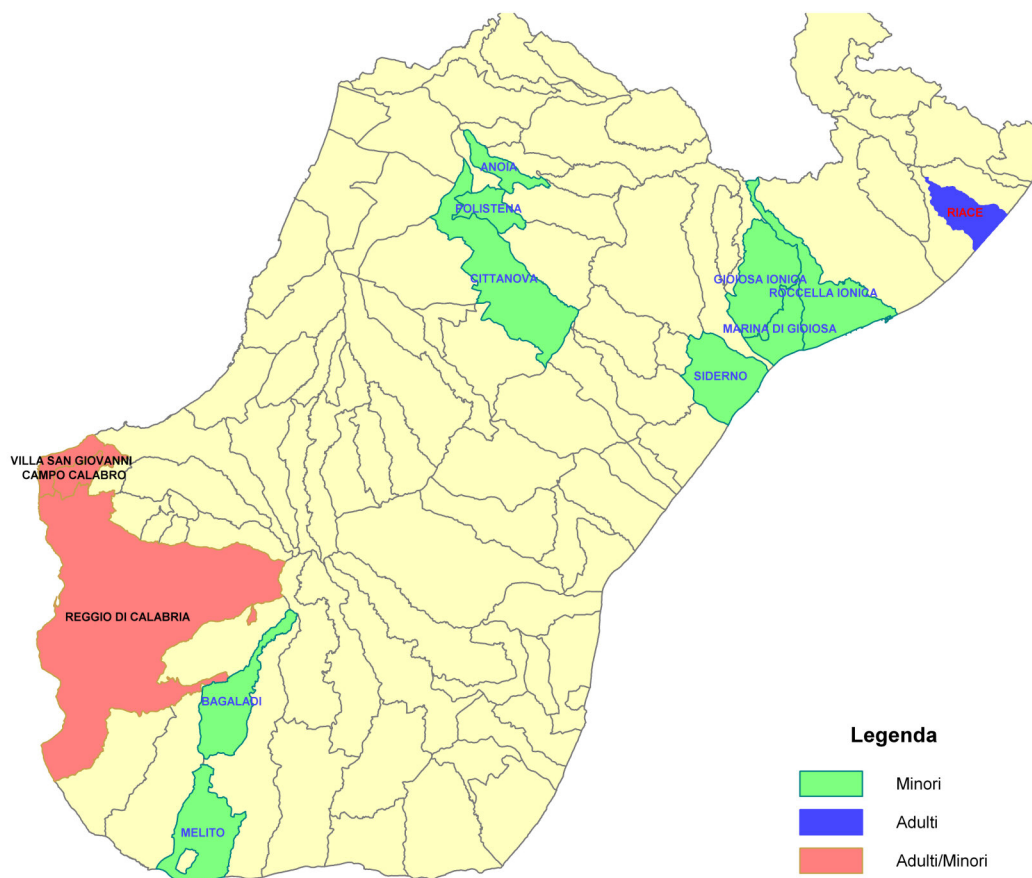 ANOIA
POLISTENA
CITTANOVA
RIACE
GJOIOSA IONICA
ROCCELLA IONICA
MARINA DI GIOIOSA
SIDERNO
VILLA SAN GIOVANNI
CAMPO CALABRO
REGGIO DI CALABRIA
BAGALADI
MELITO
Legenda
Minori
Adulti
Adulti/Minori